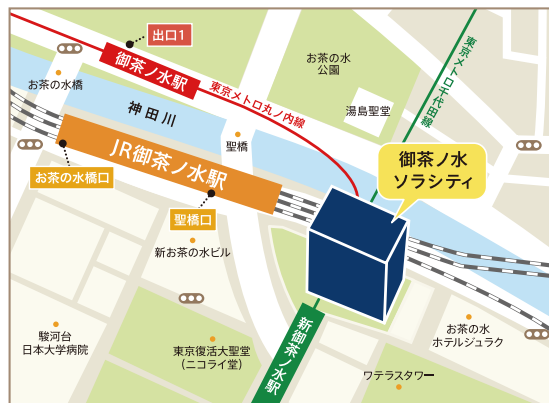 出口1
御茶ノ水駅
お茶の水
公園
東京メトロ千代田線
お茶の水橋
東京メトロ丸ノ内線
湯島聖堂
神田川
聖橋
JR御茶ノ水駅
御茶ノ水
ソラシティ
お茶の水橋口
聖橋口
新お茶の水ビル
駿河台
日本大学病院
東京復活大聖堂
(ニコライ堂)
新御茶ノ水駅
お茶の水
ホテルジュラク
ワテラスタワー